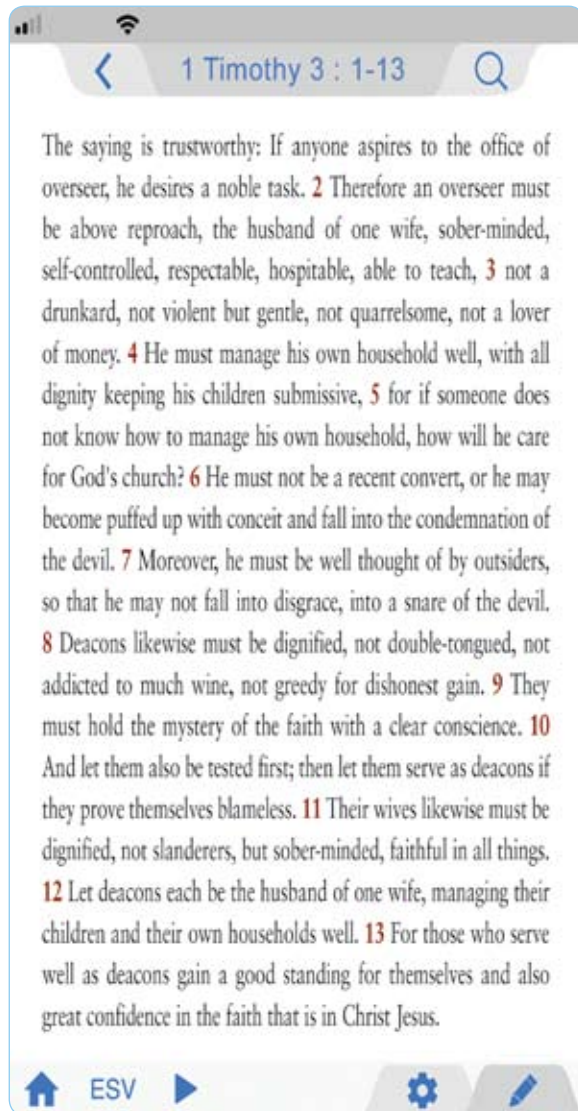 1 Timothy 3 : 1-13
The saying is trustworthy: If anyone aspires to the office of
overseer, he desires a noble task. 2 Therefore an overseer must
be above reproach, the husband of one wife, sober-minded,
self-controlled, respectable, hospitable, able to teach, 3 not a
drunkard, not violent but gentle, not quarrelsome, not a lover
of money. 4 He must manage his own household well, with all
dignity keeping his children submissive, 5 for if someone does
not know how to manage his own household, how will he care
for God's church? 6 He must not be a recent convert, or he may
become puffed up with conceit and fall into the condemnation of
the devil. 7 Moreover, he must be well thought of by outsiders,
so that he may not fall into disgrace, into a snare of the devil.
8 Deacons likewise must be dignified, not double-tongued, not
addicted to much wine, not greedy for dishonest gain. 9 They
must hold the mystery of the faith with a clear conscience. 10
And let them also be tested first; then let them serve as deacons if
they prove themselves blameless. 11 Their wives likewise must be
dignified, not slanderers, but sober-minded, faithful in all things.
12 Let deacons each be the husband of one wife, managing their
children and their own households well. 13 For those who serve
well as deacons gain a good standing for themselves and also
great confidence in the faith that is in Christ Jesus.
ESV